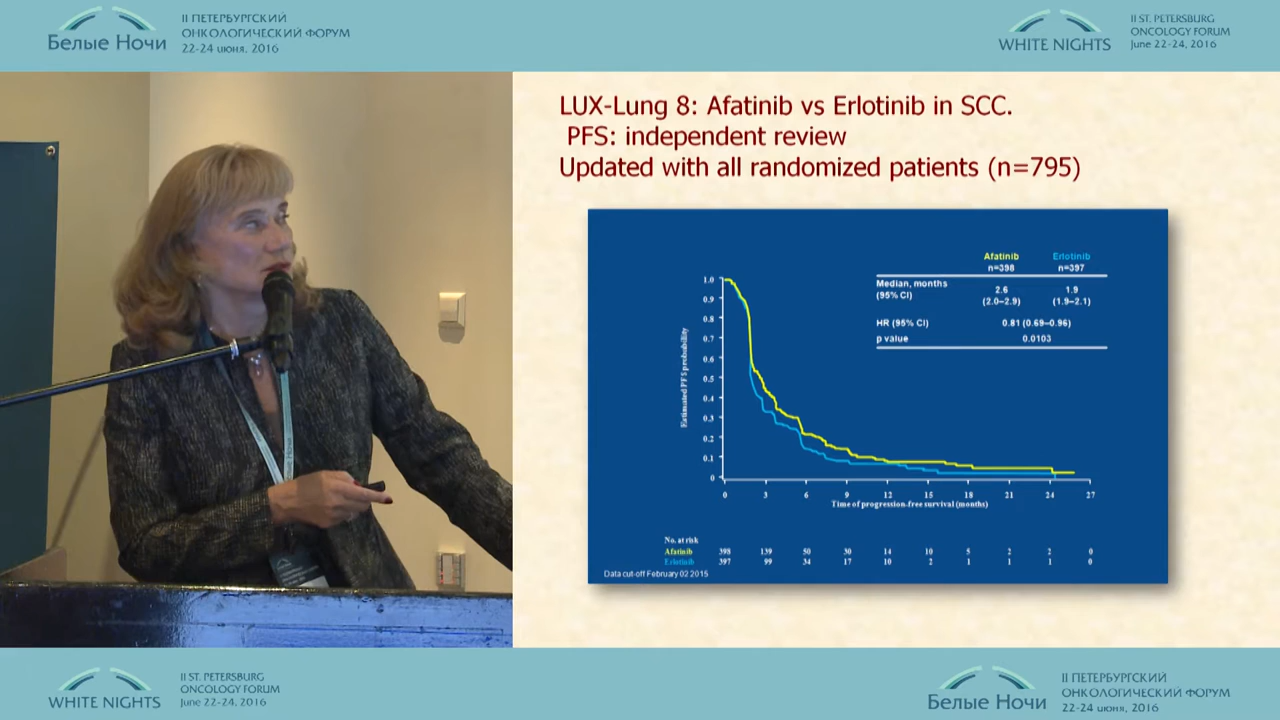 Белые Ночи
II ПЕТЕРБУРГСКИЙ
ОНКОЛОГИЧЕСКИЙ ФОРУМ
22-24 июня, 2016
WHITE NIGHTS
II ST. PETERSBURG
ONCOLOGY FORUM
June 22-24, 2016
LUX-Lung 8: Afatinib vs Erlotinib in SCC.
PFS: independent review
Updated with all randomized patients (n=795)
Afatinib Erlotinib
n=398 n=397
Median, months 2.6 1.9
(95% CI) (2.0–2.9) (1.9–2.1)
HR (95% CI) 0.81 (0.69–0.96)
p value 0.0103
Estimated PFS probability
1.0
0.9
0.8
0.7
0.6
0.5
0.4
0.3
0.2
0.1
0
0 3 6 9 12 15 18 21 24 27
Time of progression-free survival (months)
No. at risk
Afatinib 398 139 50 30 14 10 5 2 2 0
Erlotinib 397 99 34 17 10 2 1 1 1 0
Data cut-off February 02 2015
Белые Ночи
WHITE NIGHTS
II ST. PETERSBURG
ONCOLOGY FORUM
June 22-24, 2016
Белые Ночи
II ПЕТЕРБУРГСКИЙ
ОНКОЛОГИЧЕСКИЙ ФОРУМ
22-24 июня, 2016